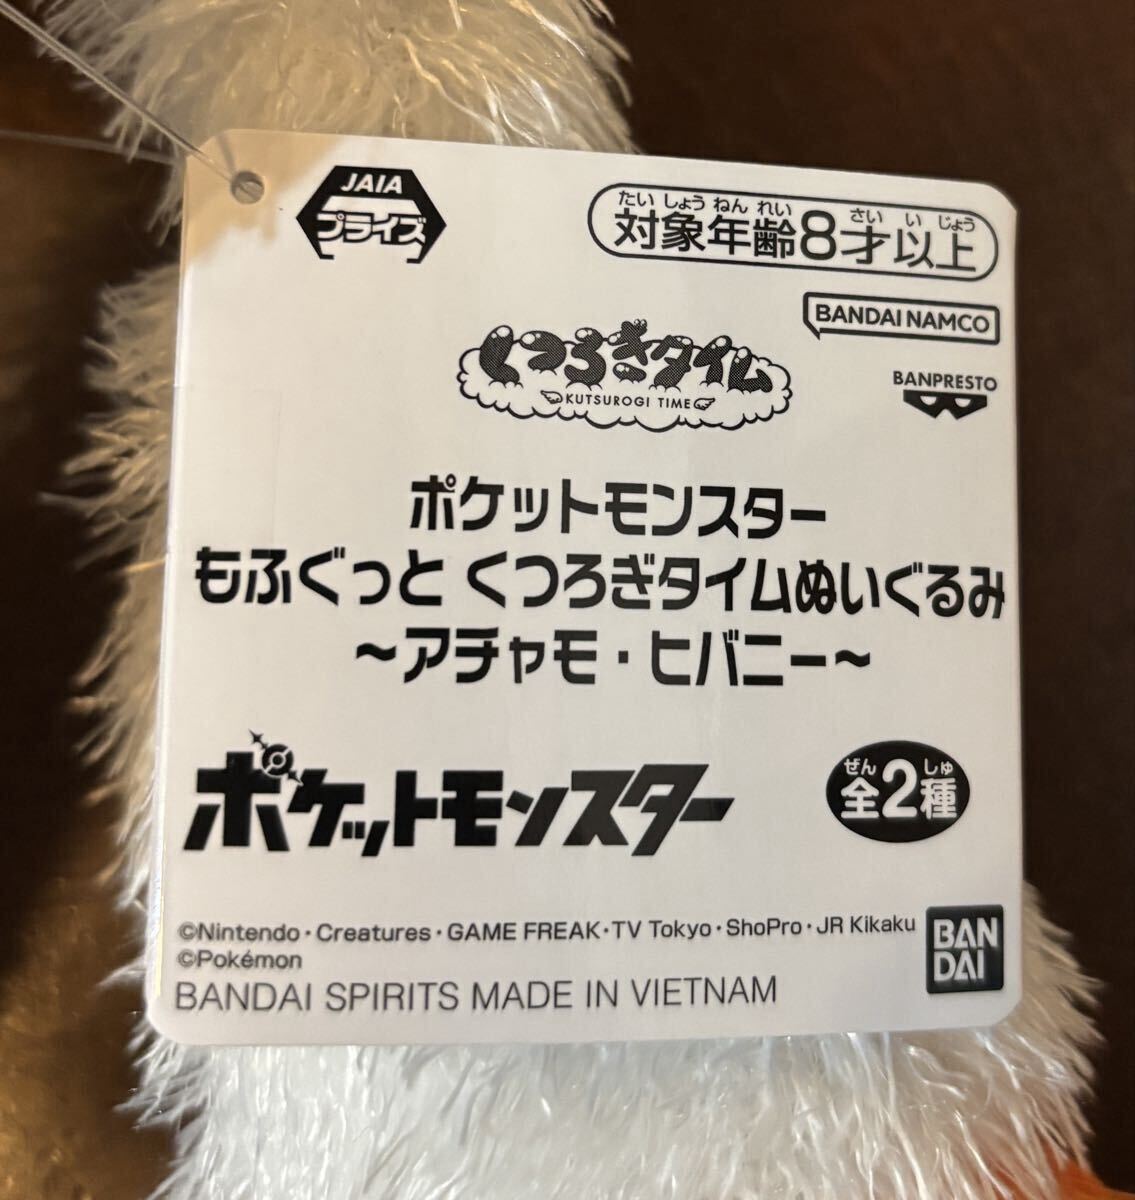 JAIA
プライズ
たいしょうねんれい さいいじょう
対象年齢8才以上
BANDAI NAMCO
くつろぎタイム
KUTSUROGI TIME
BANPRESTO
ポケットモンスター
もふぐっと くつろぎタイムぬいぐるみ
～アチャモ・ヒバニー～
ポケットモンスター
ぜん しゅ
全2種
©Nintendo・Creatures・GAME FREAK・TV Tokyo・ShoPro・JR Kikaku
©Pokémon
BANDAI SPIRITS MADE IN VIETNAM
BAN
DAI